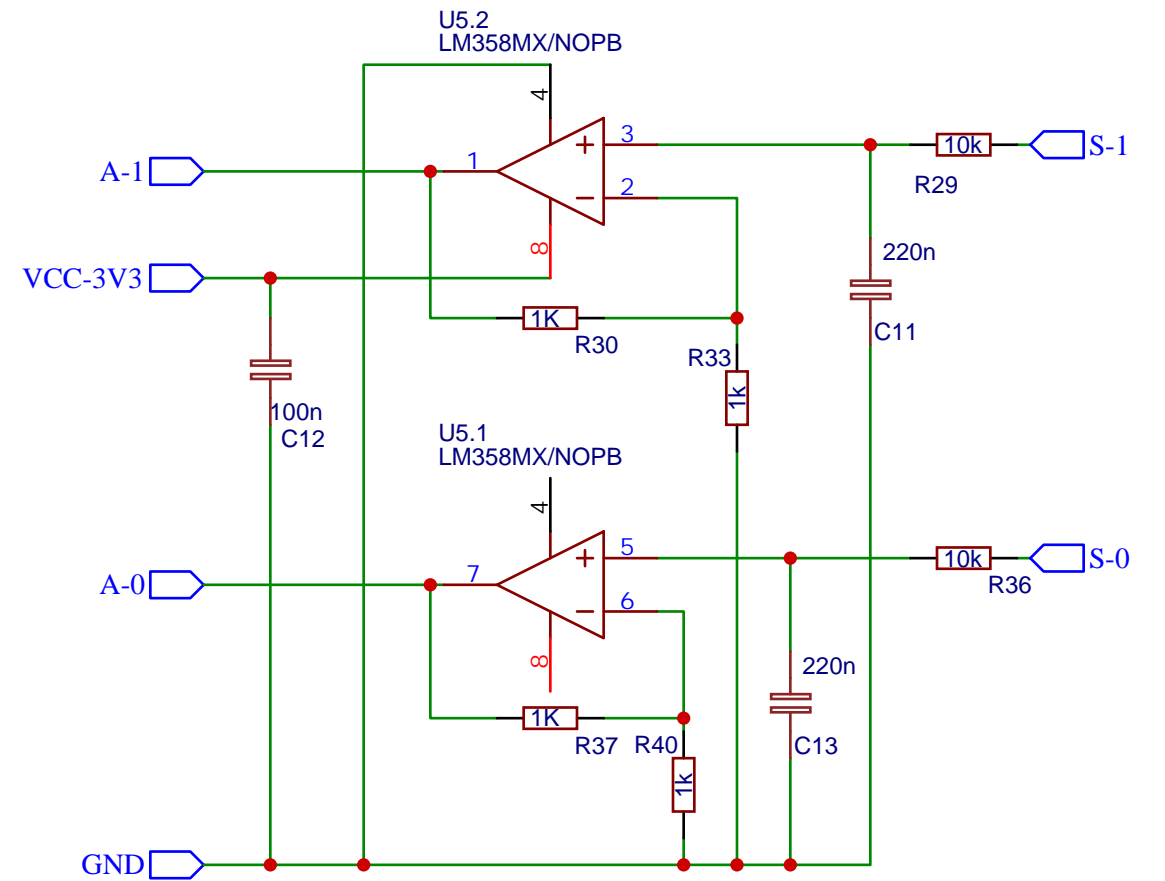 U5.2
LM358MX/NOPB
4
3
S-1
10k
1
A-1
2
R29
8
220n
VCC-3V3
1K
C11
R30
R33
1k
100n
C12
U5.1
LM358MX/NOPB
4
5
S-0
10k
7
A-0
6
R36
8
220n
1K
R37
R40
C13
1k
GND